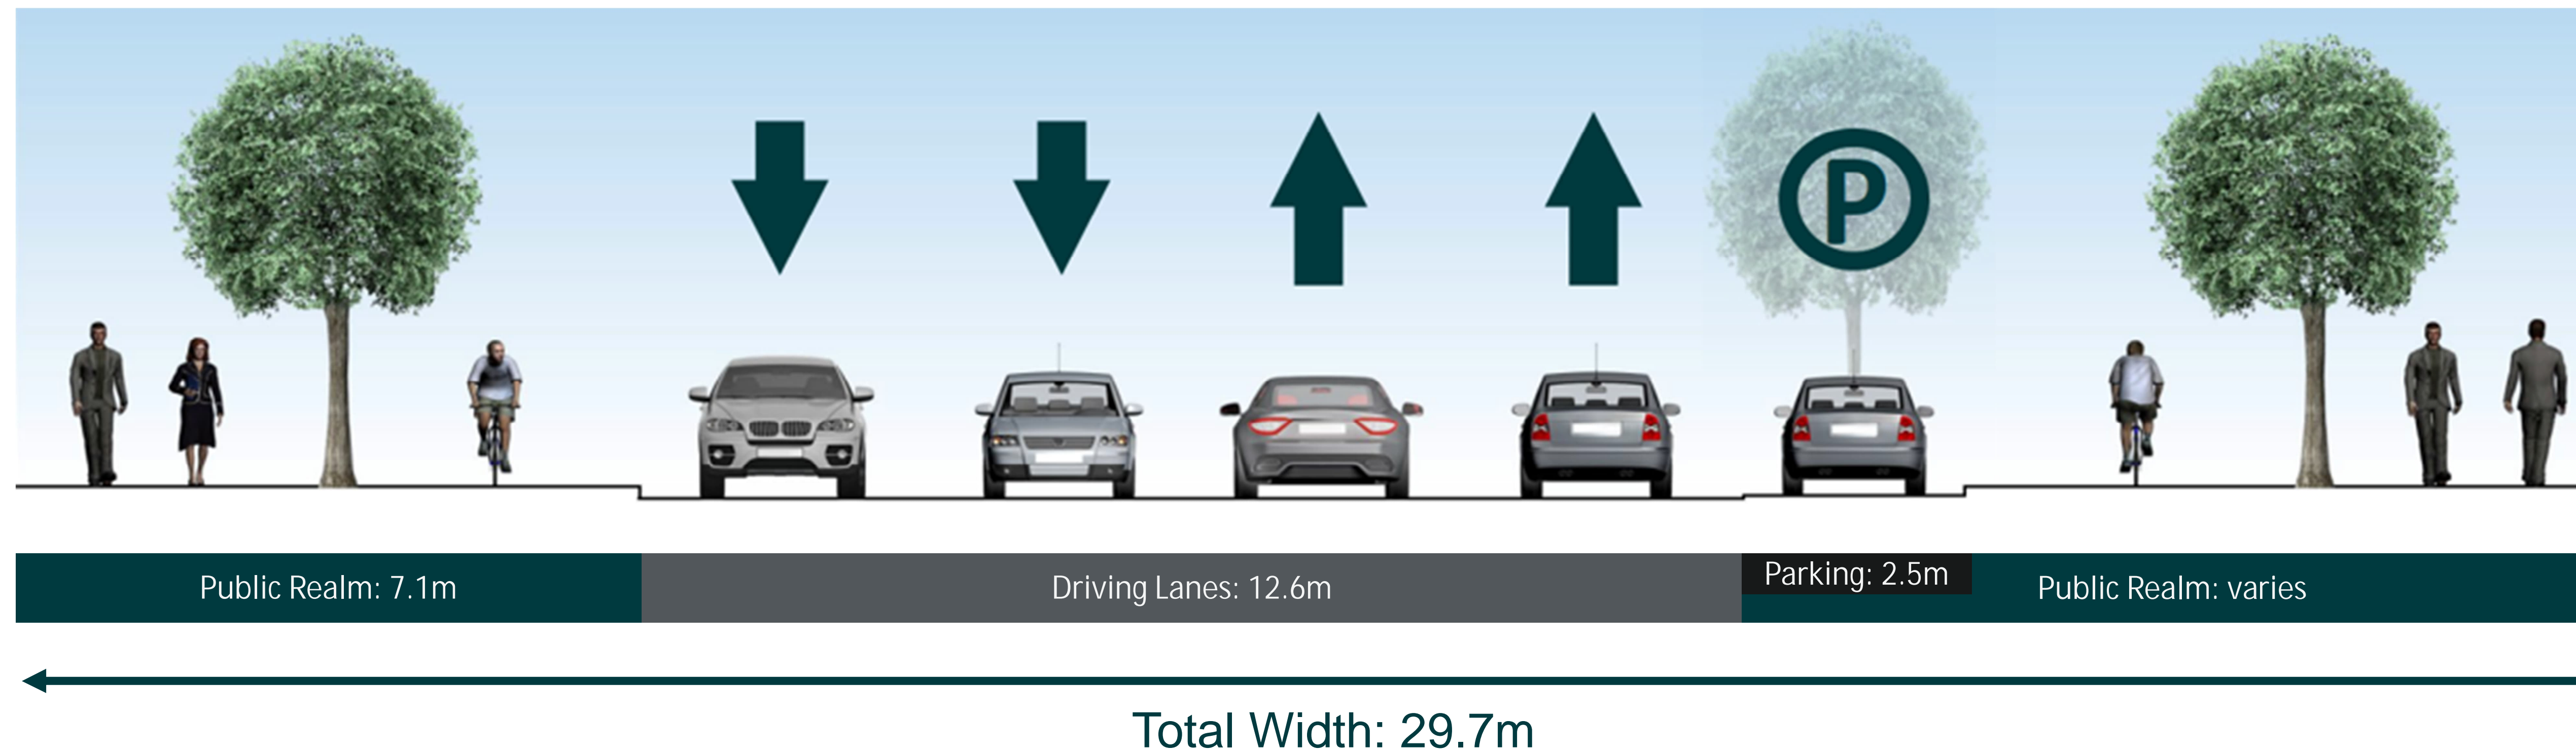 P
Public Realm: 7.1m
Driving Lanes: 12.6m
Parking: 2.5m
Public Realm: varies
Total Width: 29.7m